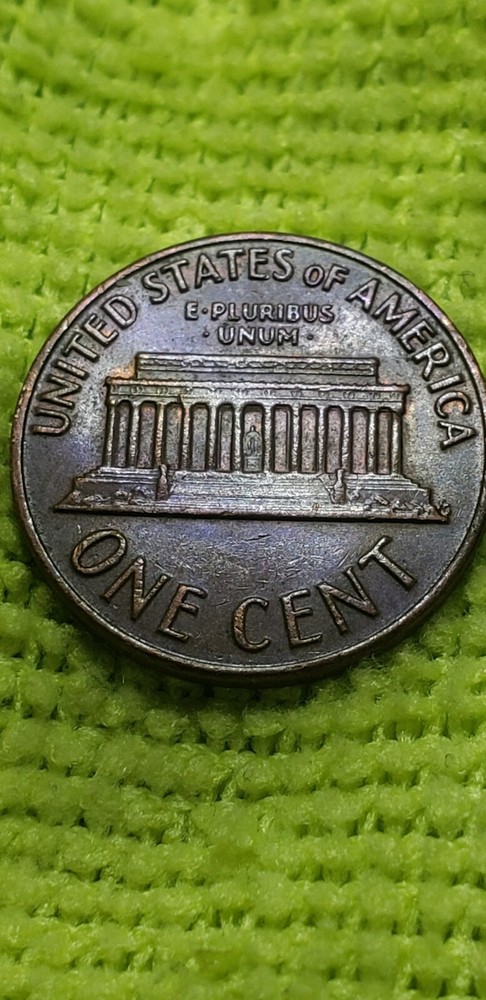 UNITED STATES OF AMERICA
E·PLURIBUS
·UNUM·
ONE CENT